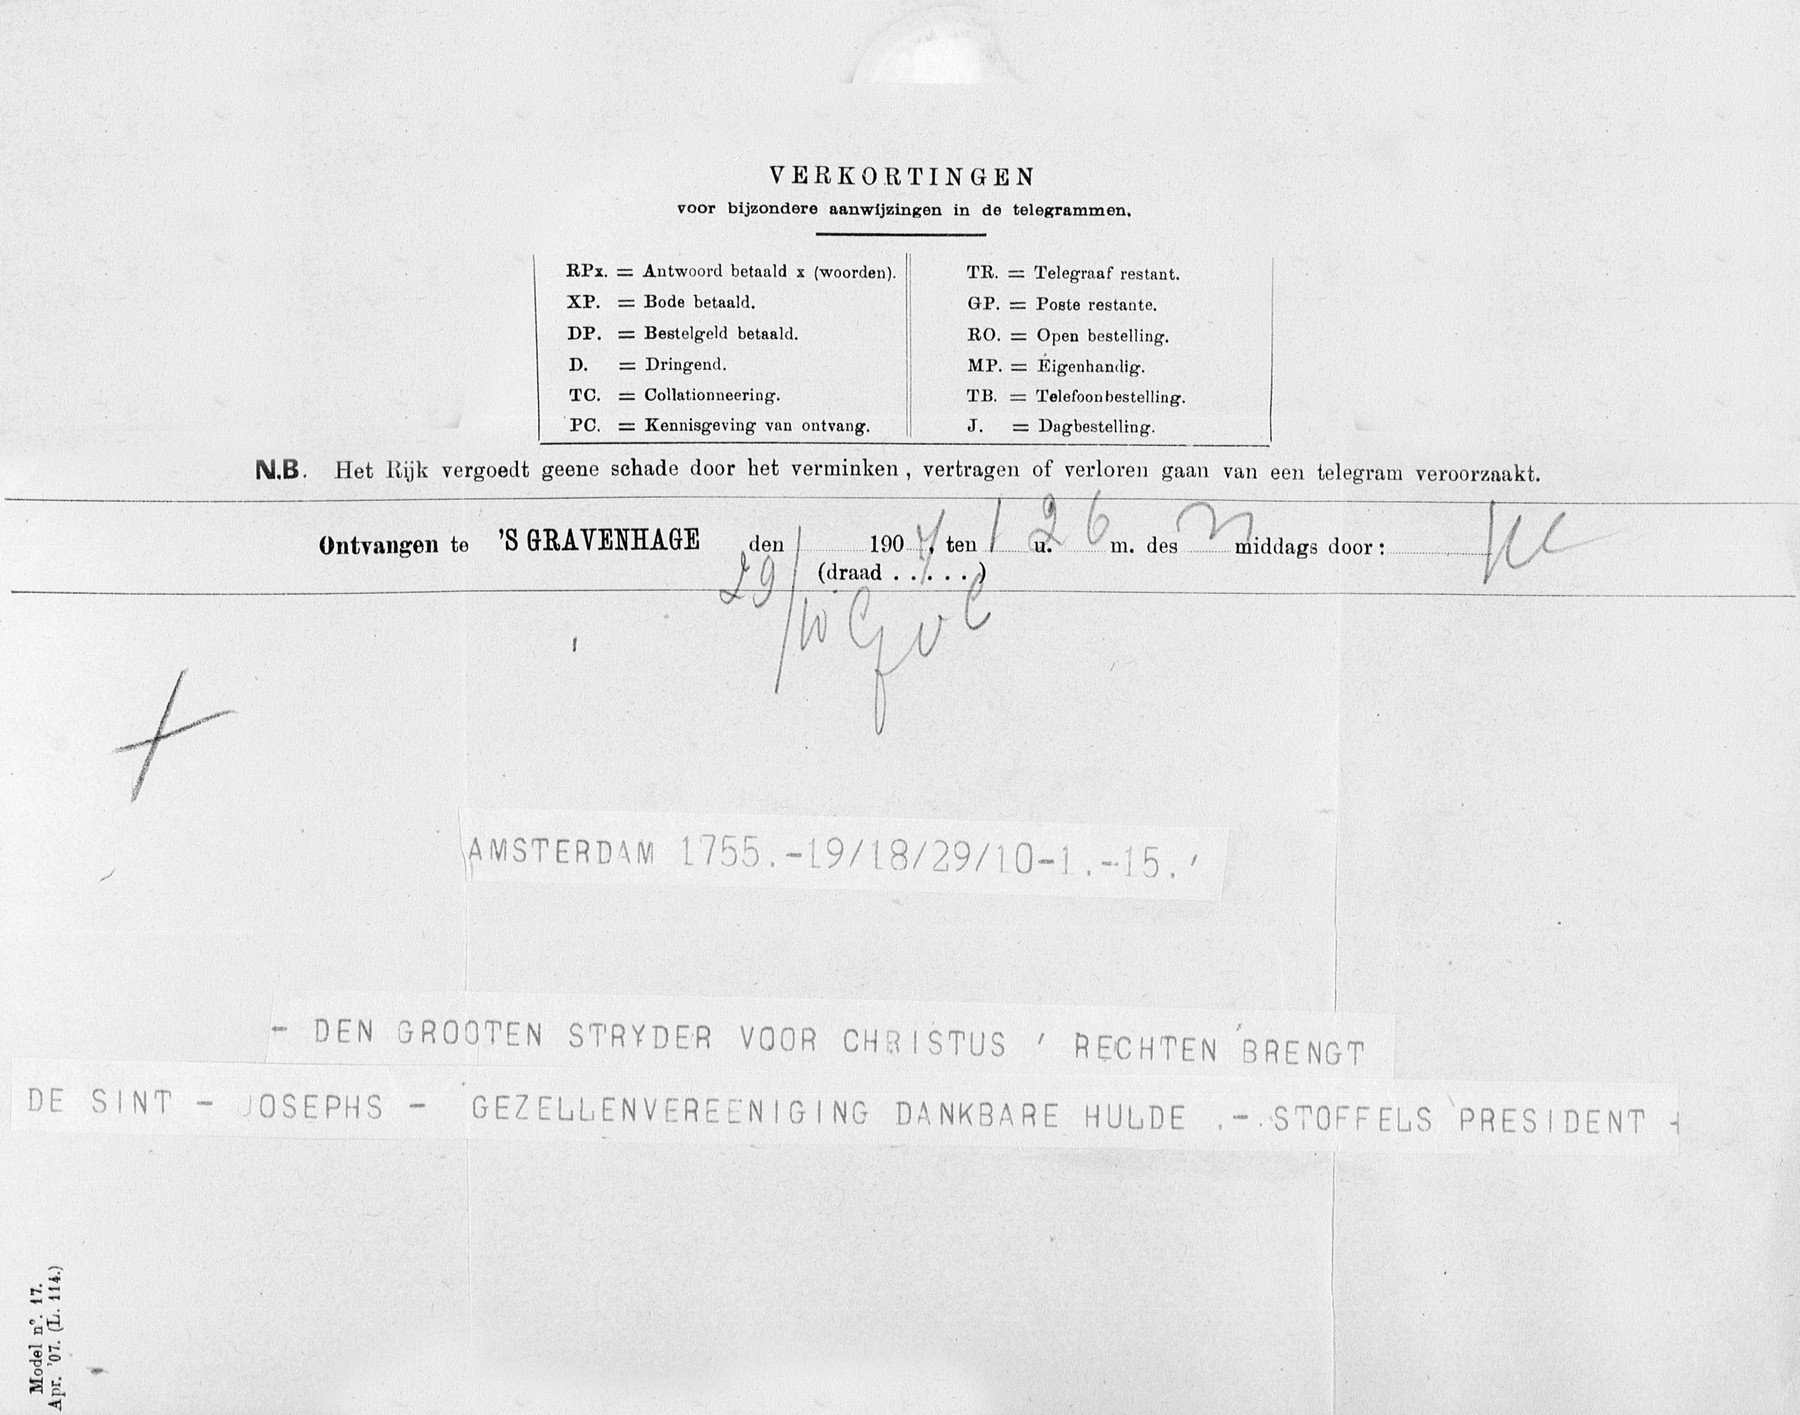 VERKORTINGEN
voor bijzondere aanwijzingen in de telegrammen.
RPx. = Antwoord betaald x (woorden).
XP. = Bode betaald.
DP. = Bestelgeld betaald.
D. = Dringend.
TC. = Collationneering.
PC. = Kennisgeving van ontvang.
TR. = Telegraaf restant.
GP. = Poste restante.
RO. = Open bestelling.
MP. = Eigenhandig.
TB. = Telefoonbestelling.
J. = Dagbestelling.
N.B. Het Rijk vergoedt geene schade door het verminken, vertragen of verloren gaan van een telegram veroorzaakt.
Ontvangen te 'S GRAVENHAGE den 29/10 1907, ten 1 u. 26 m. des n middags door:
(draad . . . . . )
AMSTERDAM 1755.-19/18/29/10-1.-15.'
- DEN GROOTEN STRYDER VOOR CHRISTUS ' RECHTEN BRENGT
DE SINT - JOSEPHS - GEZELLENVEREENIGING DANKBARE HULDE .-. STOFFELS PRESIDENT -
Model nº. 17.
Apr. '07. (L. 114.)